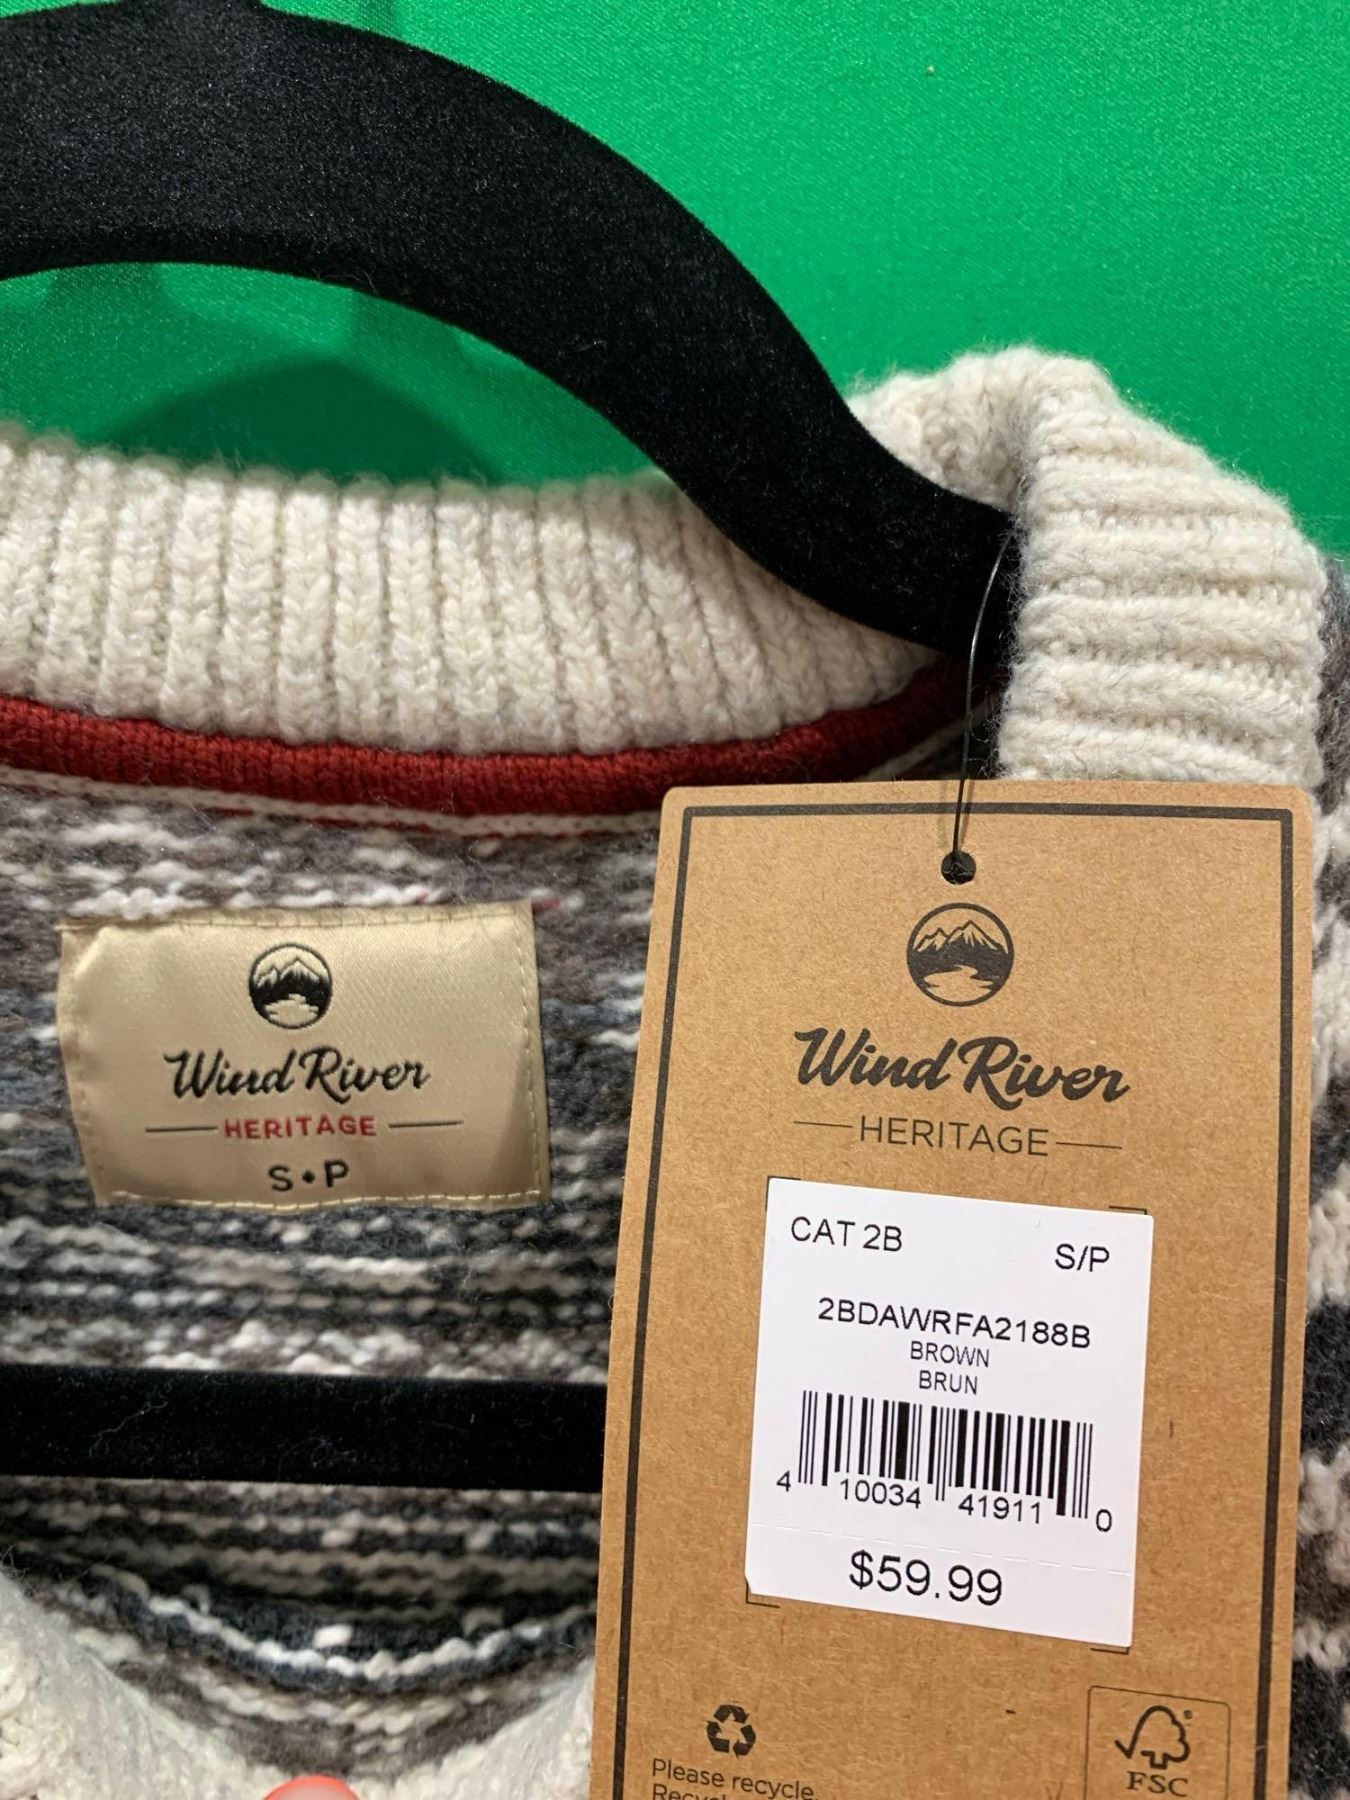 Wind River
HERITAGE
S•P
Wind River
HERITAGE
CAT 2B S/P
2BDAWRFA2188B
BROWN
BRUN
4 10034 41911 0
$59.99
Please recycle.
FSC